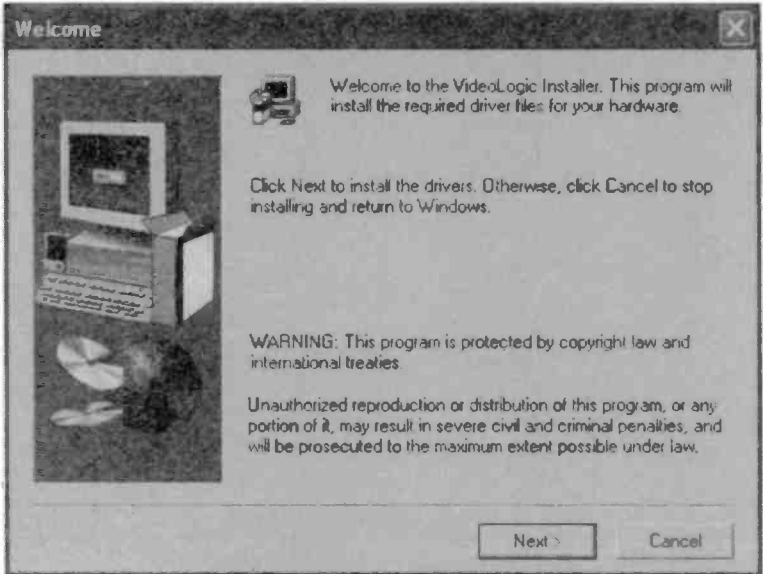 Welcome
Welcome to the VideoLogic Installer. This program will
install the required driver files for your hardware.
Click Next to install the drivers. Otherwise, click Cancel to stop
installing and return to Windows.
WARNING: This program is protected by copyright law and
international treaties.
Unauthorized reproduction or distribution of this program, or any
portion of it, may result in severe civil and criminal penalties, and
will be prosecuted to the maximum extent possible under law.
Next >
Cancel